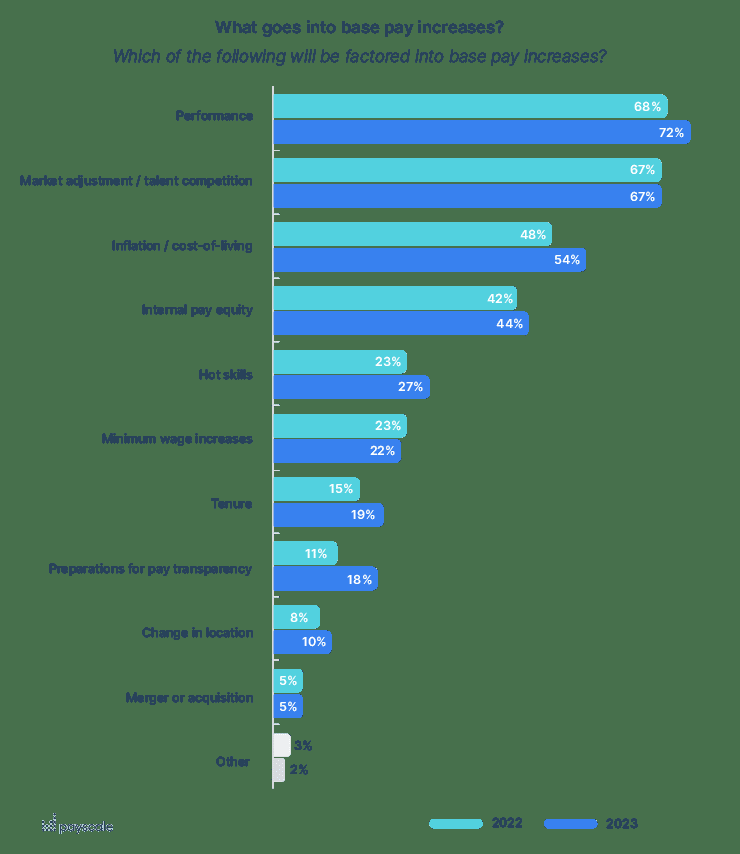 What goes into base pay increases?
Which of the following will be factored into base pay increases?
Performance
68%
72%
Market adjustment / talent competition
67%
67%
Inflation / cost-of-living
48%
54%
Internal pay equity
42%
44%
Hot skills
23%
27%
Minimum wage increases
23%
22%
Tenure
15%
19%
Preparations for pay transparency
11%
18%
Change in location
8%
10%
Merger or acquisition
5%
5%
Other
3%
2%
payscale
2022
2023